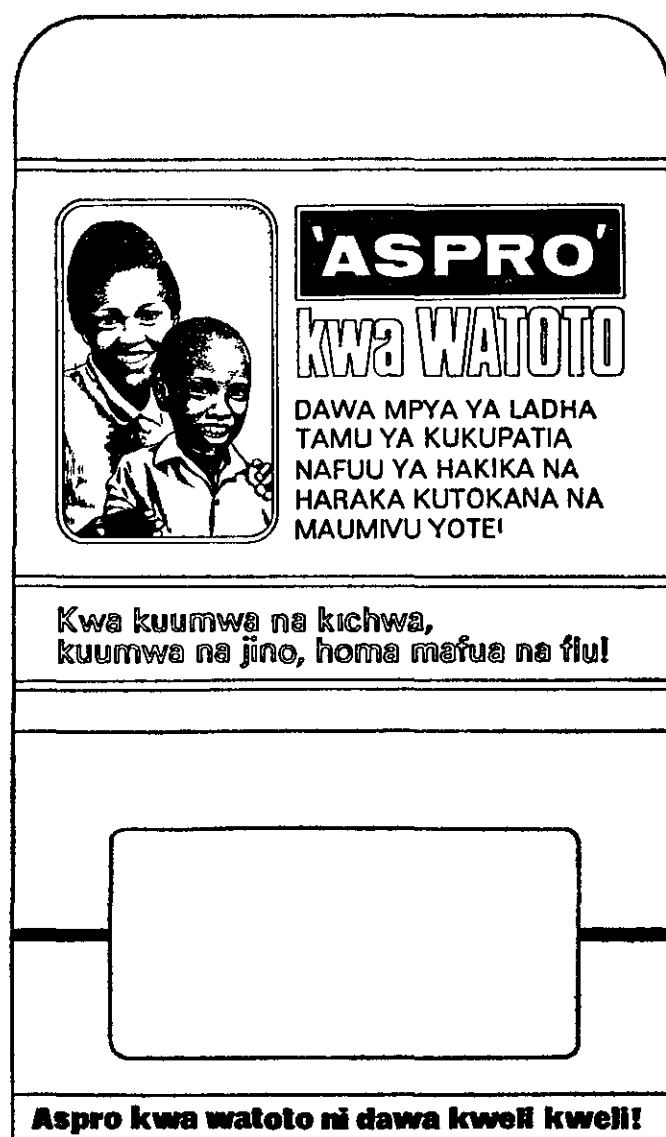 'ASPRO'
kwa WATOTO
DAWA MPYA YA LADHA
TAMU YA KUKUPATIA
NAFUU YA HAKIKA NA
HARAKA KUTOKANA NA
MAUMIVU YOTE!
Kwa kuumwa na kichwa,
kuumwa na jino, homa mafua na flu!
Aspro kwa watoto ni dawa kweli kweli!